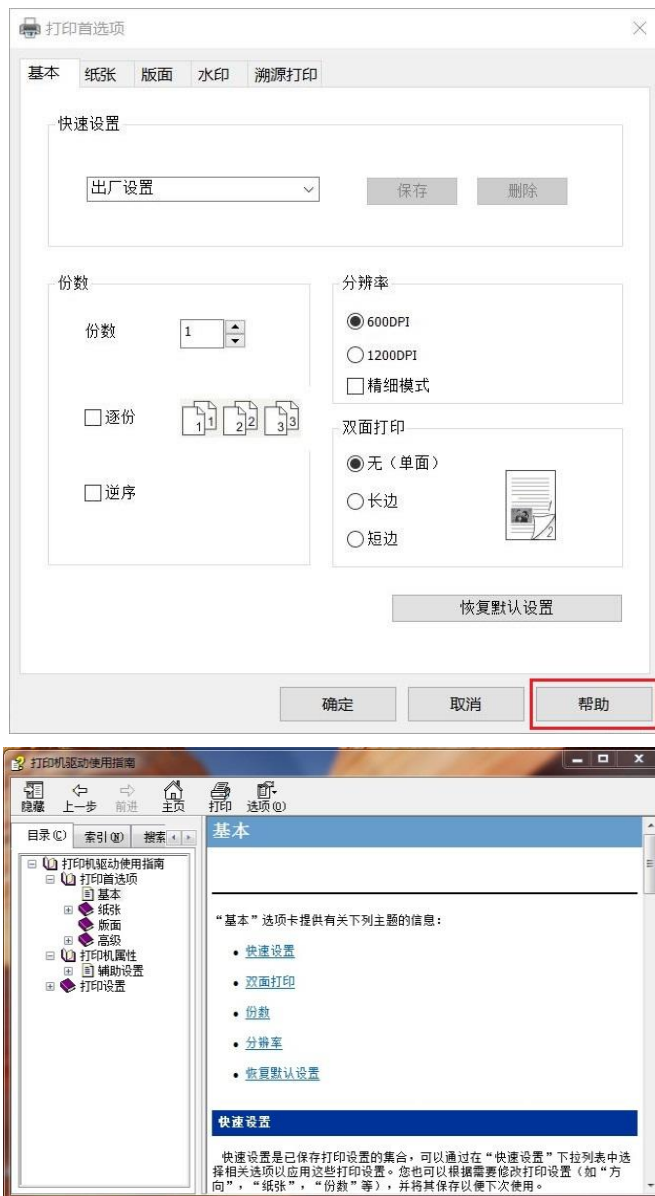 打印首选项
基本 纸张 版面 水印 溯源打印
快速设置
出厂设置 保存 删除
份数
份数 1
逐份 1 1 2 2 3 3
逆序
分辨率
600DPI
1200DPI
精细模式
双面打印
无（单面）
长边
短边
1
2
恢复默认设置
确定 取消 帮助
打印机驱动使用指南
隐藏 上一步 前进 主页 打印 选项(O)
目录(C) 索引(N) 搜索
打印机驱动使用指南
打印首选项
基本
纸张
版面
高级
打印机属性
辅助设置
打印设置
基本
“基本”选项卡提供有关下列主题的信息：
• 快速设置
• 双面打印
• 份数
• 分辨率
• 恢复默认设置
快速设置
快速设置是已保存打印设置的集合，可以通过在“快速设置”下拉列表中选
择相关选项以应用这些打印设置。您也可以根据需要修改打印设置（如“方
向”，“纸张”，“份数”等），并将其保存以便下次使用。